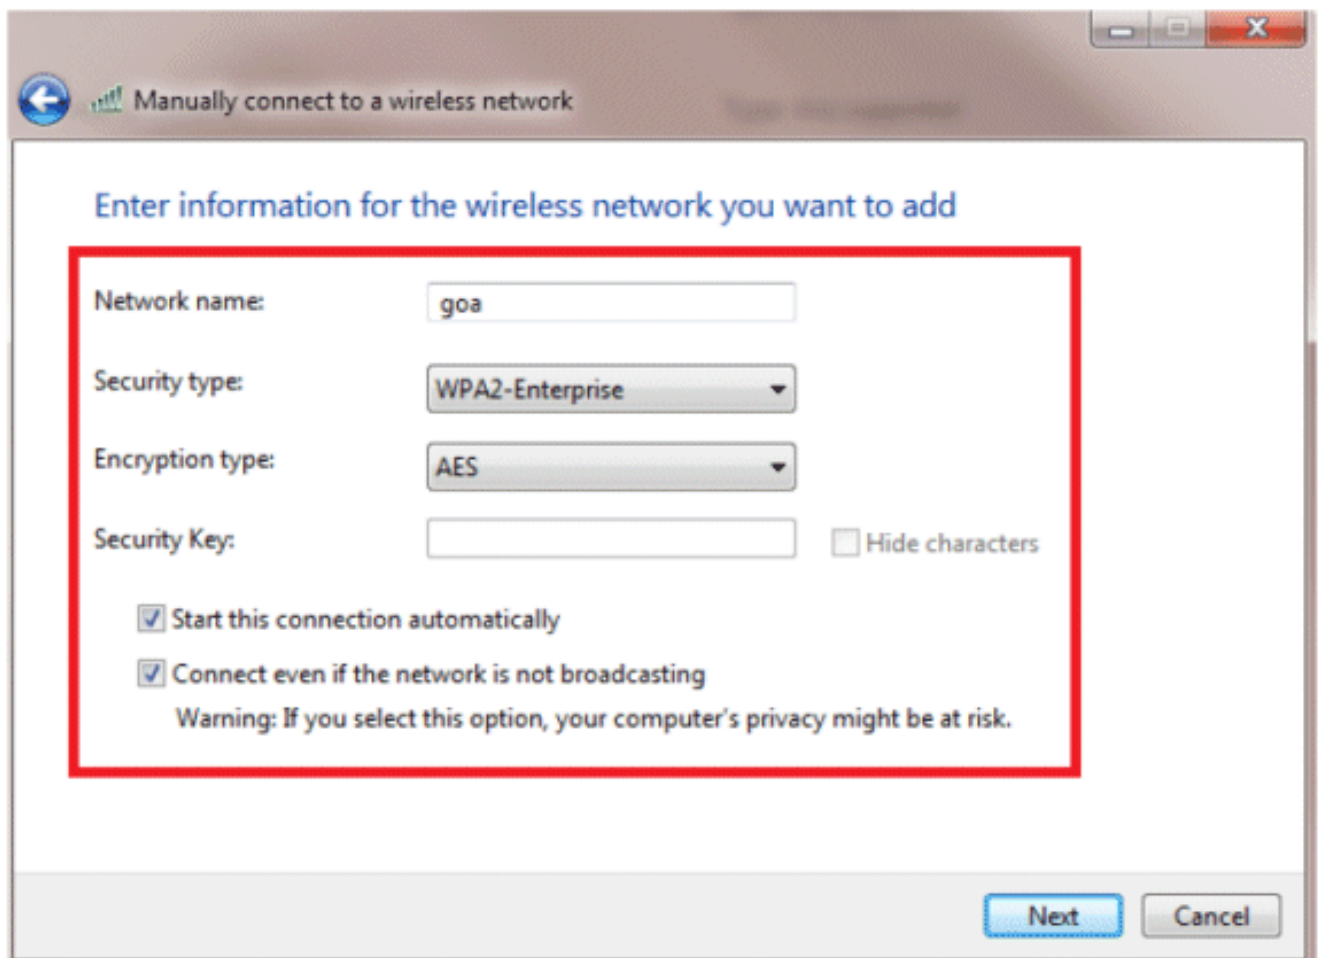 Manually connect to a wireless network
Enter information for the wireless network you want to add
Network name: goa
Security type: WPA2-Enterprise
Encryption type: AES
Security Key: Hide characters
Start this connection automatically
Connect even if the network is not broadcasting
Warning: If you select this option, your computer's privacy might be at risk.
Next Cancel